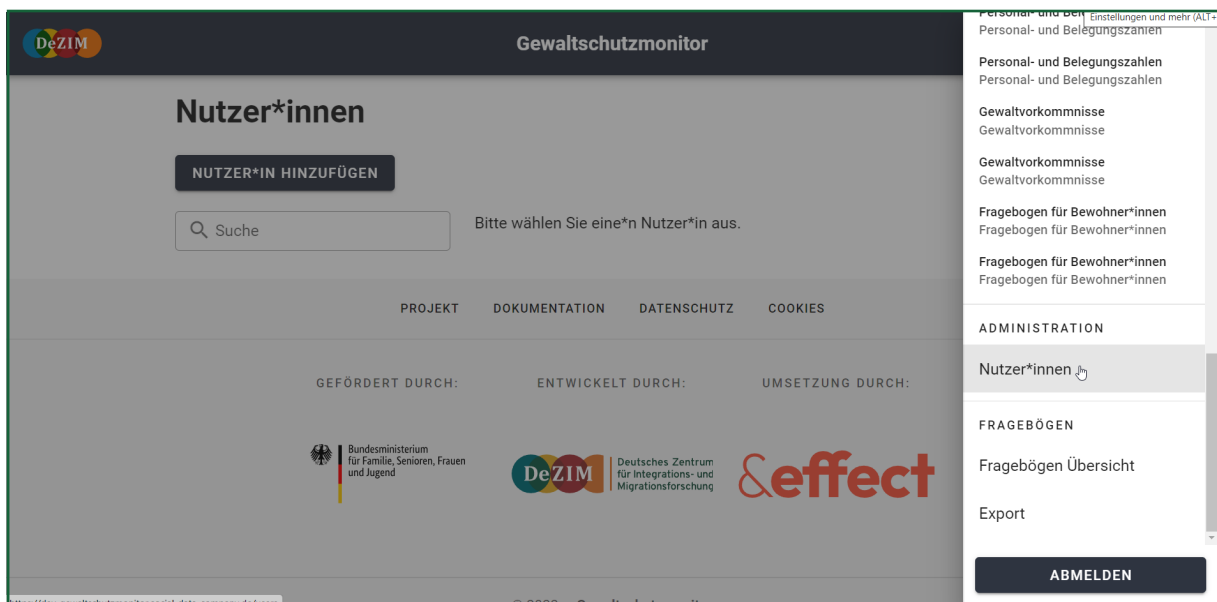 DeZIM
Gewaltschutzmonitor
Nutzer*innen
NUTZER*IN HINZUFÜGEN
Suche
Bitte wählen Sie eine*n Nutzer*in aus.
PROJEKT DOKUMENTATION DATENSCHUTZ COOKIES
GEFÖRDERT DURCH: ENTWICKELT DURCH: UMSETZUNG DURCH:
Bundesministerium
für Familie, Senioren, Frauen
und Jugend
DeZIM
Deutsches Zentrum
für Integrations- und
Migrationsforschung
&effect
Einstellungen und mehr (ALT+
Personal- und Belegungszahlen
Personal- und Belegungszahlen
Personal- und Belegungszahlen
Gewaltvorkommnisse
Gewaltvorkommnisse
Gewaltvorkommnisse
Gewaltvorkommnisse
Fragebogen für Bewohner*innen
Fragebogen für Bewohner*innen
Fragebogen für Bewohner*innen
Fragebogen für Bewohner*innen
ADMINISTRATION
Nutzer*innen
FRAGEBÖGEN
Fragebögen Übersicht
Export
ABMELDEN